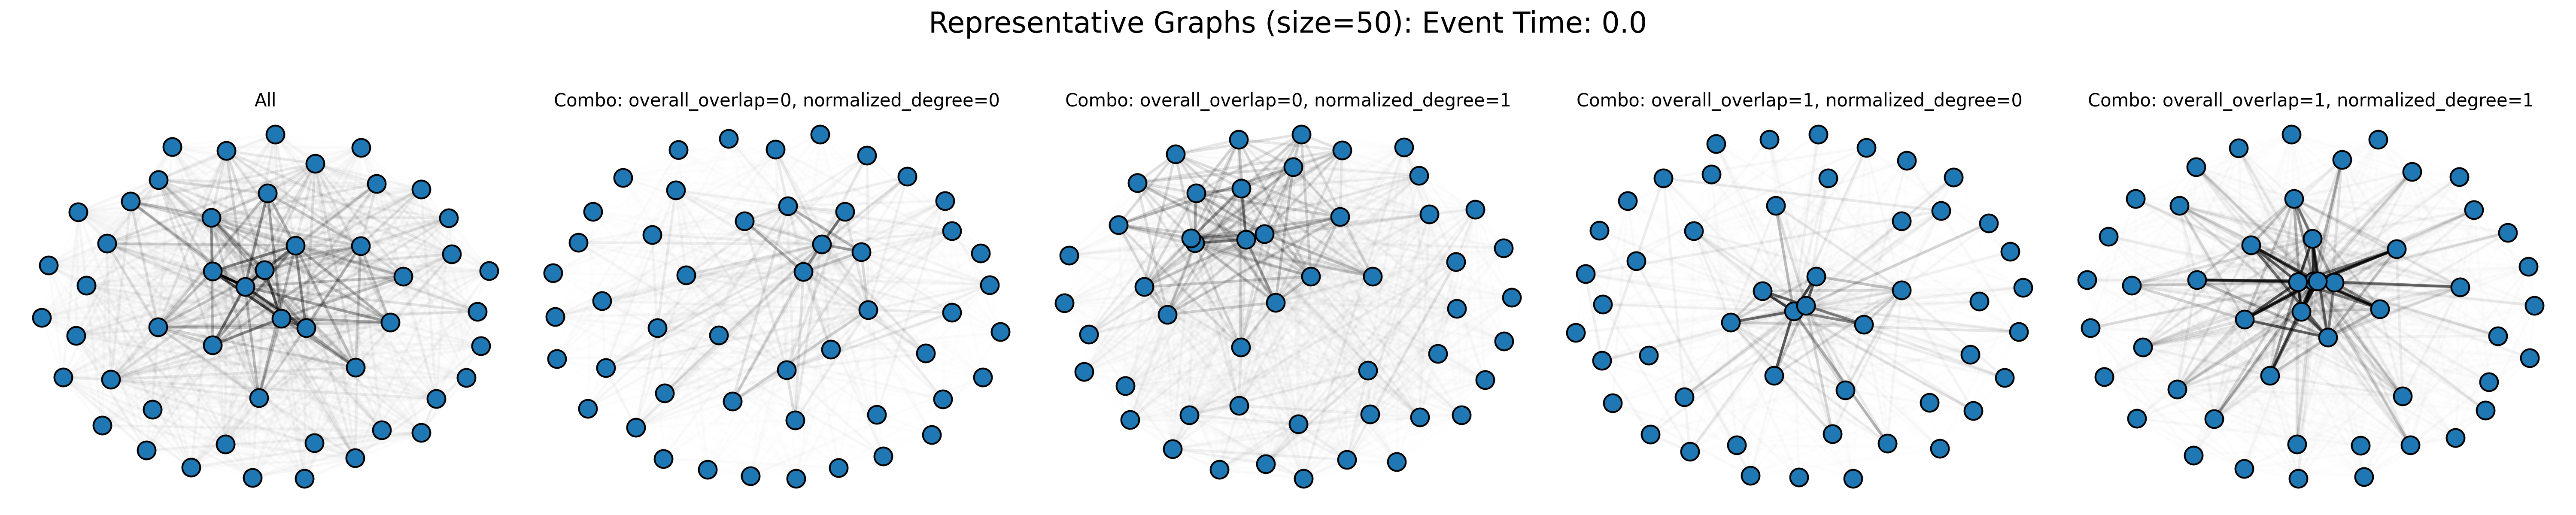 Representative Graphs (size=50): Event Time: 0.0
All
Combo: overall_overlap=0, normalized_degree=0
Combo: overall_overlap=0, normalized_degree=1
Combo: overall_overlap=1, normalized_degree=0
Combo: overall_overlap=1, normalized_degree=1